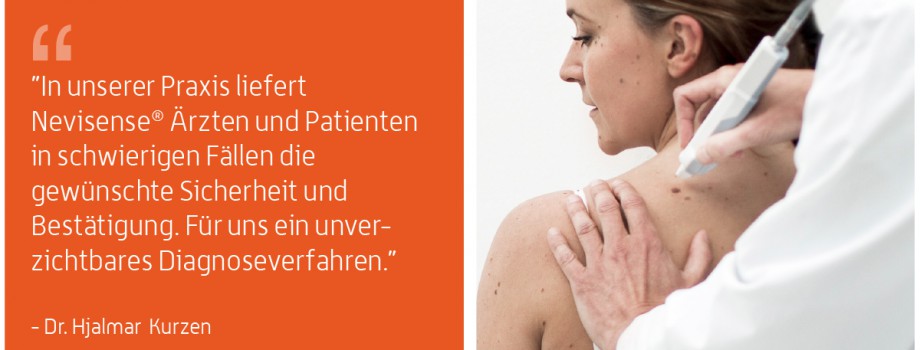 “
"In unserer Praxis liefert
Nevisense® Ärzten und Patienten
in schwierigen Fällen die
gewünschte Sicherheit und
Bestätigung. Für uns ein unver-
zichtbares Diagnoseverfahren."
- Dr. Hjalmar Kurzen